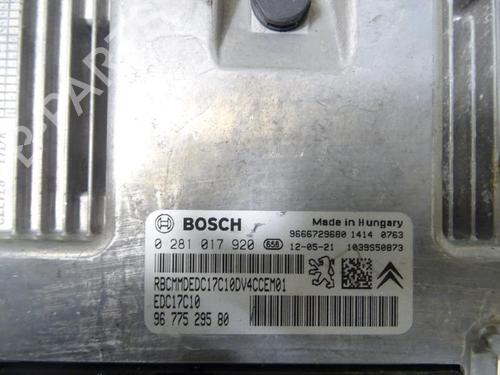 BOSCH
Made in Hungary
9666729680 1414 0763
0 281 017 920 658 12-05-21 1039S50873
RBCMMDEDC17C10DV4CCEM01
EDC17C10
96 775 295 80